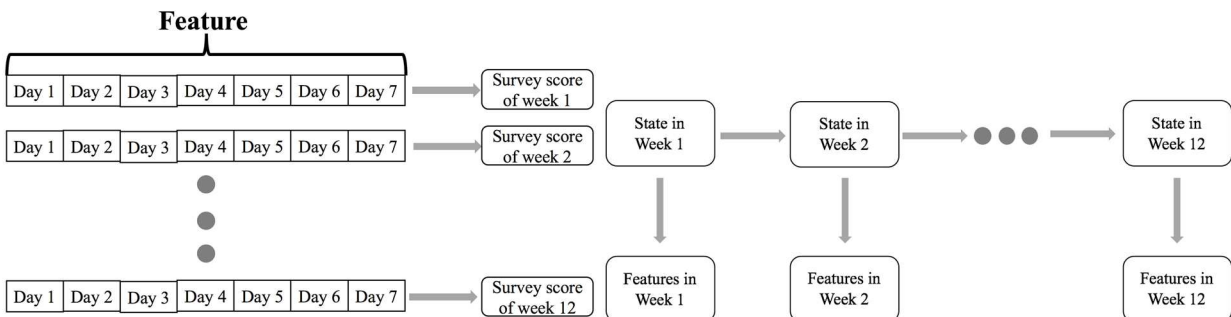 Feature
Day 1 Day 2 Day 3 Day 4 Day 5 Day 6 Day 7
Survey score
of week 1
Day 1 Day 2 Day 3 Day 4 Day 5 Day 6 Day 7
Survey score
of week 2
Day 1 Day 2 Day 3 Day 4 Day 5 Day 6 Day 7
Survey score
of week 12
State in
Week 1
State in
Week 2
State in
Week 12
Features in
Week 1
Features in
Week 2
Features in
Week 12